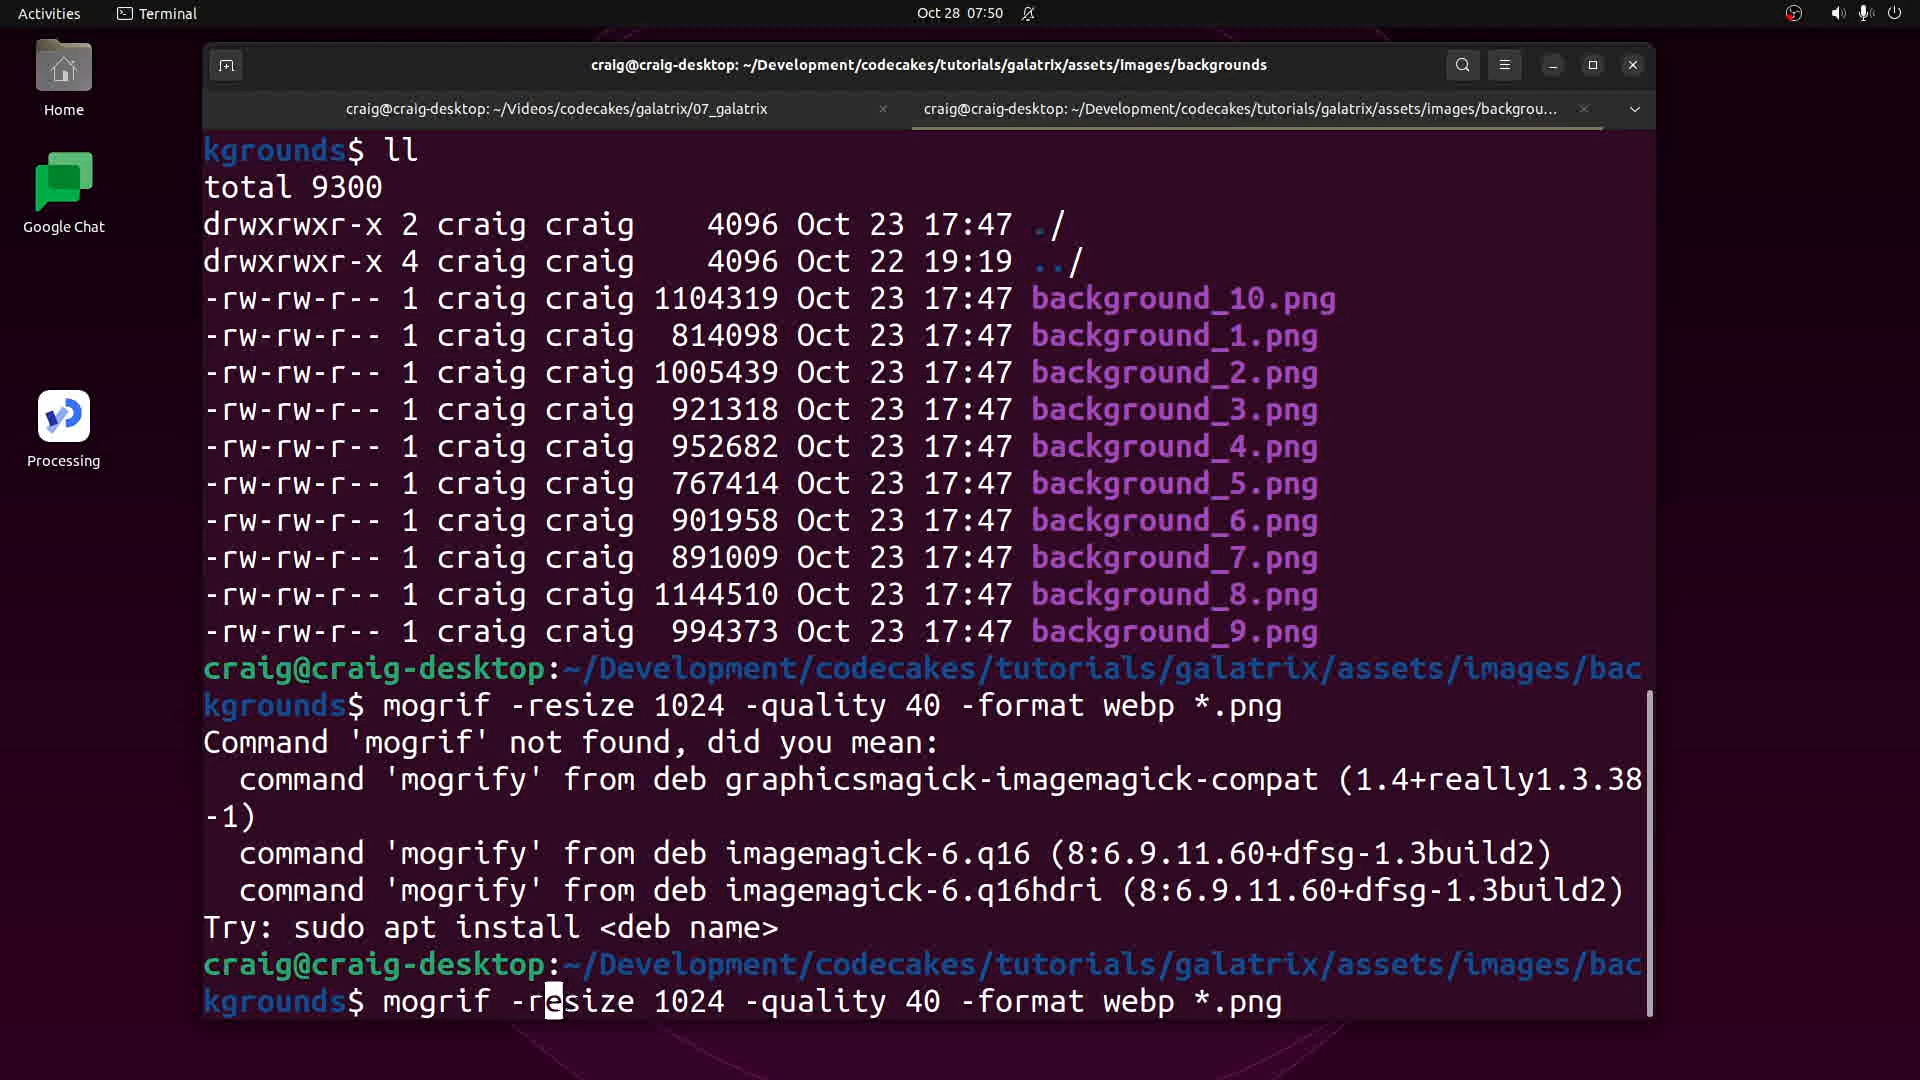 Activities
Terminal
Oct 28 07:50
Home
Google Chat
Processing
craig@craig-desktop: ~/Development/codecakes/tutorials/galatrix/assets/images/backgrounds
craig@craig-desktop: ~/Videos/codecakes/galatrix/07_galatrix
craig@craig-desktop: ~/Development/codecakes/tutorials/galatrix/assets/images/backgrou...
kgrounds$ ll
total 9300
drwxrwxr-x 2 craig craig    4096 Oct 23 17:47 ./
drwxrwxr-x 4 craig craig    4096 Oct 22 19:19 ../
-rw-rw-r-- 1 craig craig 1104319 Oct 23 17:47 background_10.png
-rw-rw-r-- 1 craig craig  814098 Oct 23 17:47 background_1.png
-rw-rw-r-- 1 craig craig 1005439 Oct 23 17:47 background_2.png
-rw-rw-r-- 1 craig craig  921318 Oct 23 17:47 background_3.png
-rw-rw-r-- 1 craig craig  952682 Oct 23 17:47 background_4.png
-rw-rw-r-- 1 craig craig  767414 Oct 23 17:47 background_5.png
-rw-rw-r-- 1 craig craig  901958 Oct 23 17:47 background_6.png
-rw-rw-r-- 1 craig craig  891009 Oct 23 17:47 background_7.png
-rw-rw-r-- 1 craig craig 1144510 Oct 23 17:47 background_8.png
-rw-rw-r-- 1 craig craig  994373 Oct 23 17:47 background_9.png
craig@craig-desktop:~/Development/codecakes/tutorials/galatrix/assets/images/bac
kgrounds$ mogrif -resize 1024 -quality 40 -format webp *.png
Command 'mogrif' not found, did you mean:
  command 'mogrify' from deb graphicsmagick-imagemagick-compat (1.4+really1.3.38
-1)
  command 'mogrify' from deb imagemagick-6.q16 (8:6.9.11.60+dfsg-1.3build2)
  command 'mogrify' from deb imagemagick-6.q16hdri (8:6.9.11.60+dfsg-1.3build2)
Try: sudo apt install <deb name>
craig@craig-desktop:~/Development/codecakes/tutorials/galatrix/assets/images/bac
kgrounds$ mogrif -resize 1024 -quality 40 -format webp *.png